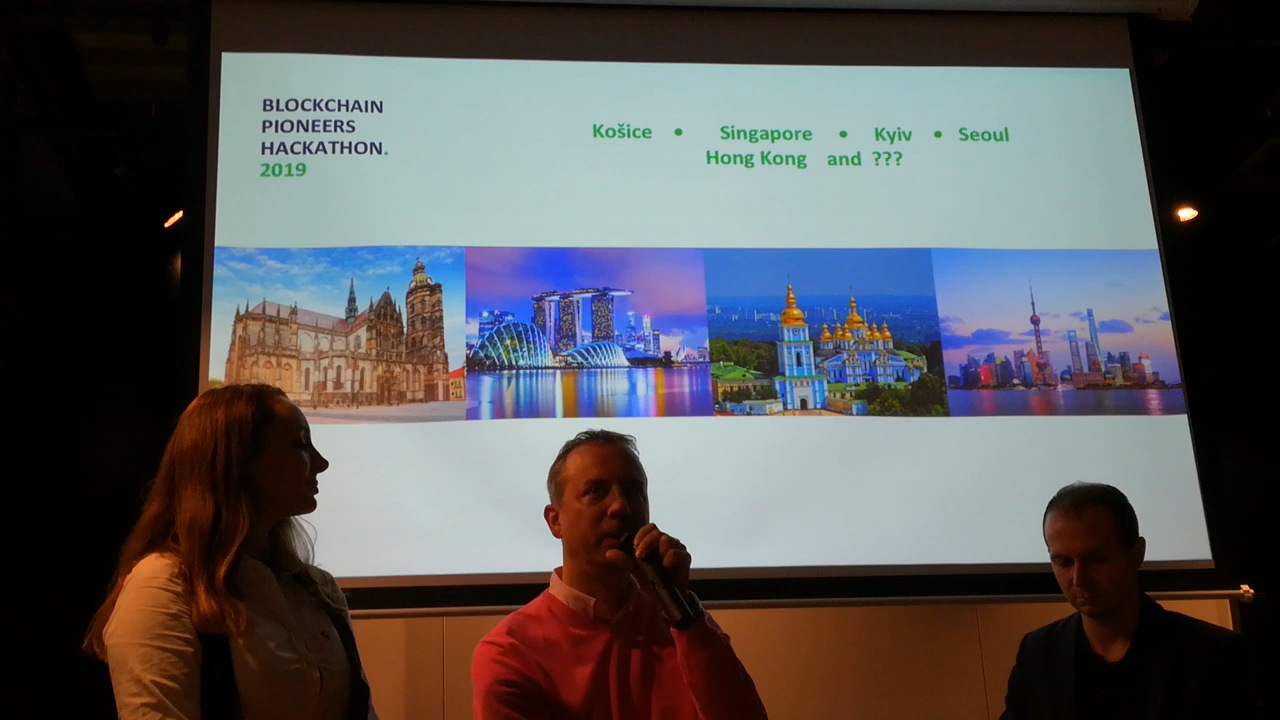 BLOCKCHAIN
PIONEERS
HACKATHON.
2019
Košice • Singapore • Kyiv • Seoul
Hong Kong and ???